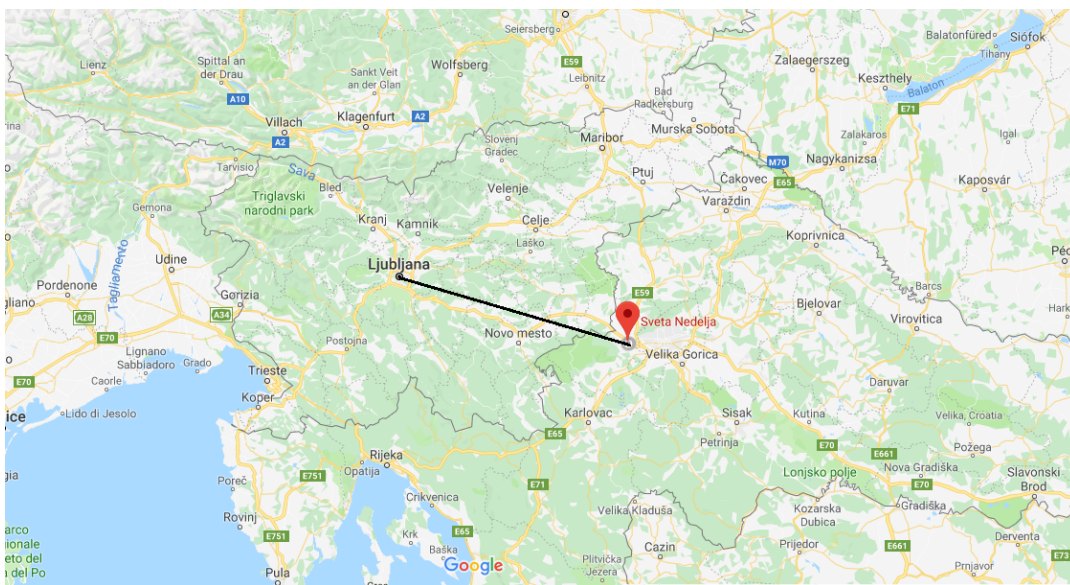 Seiersberg
Balatonfüred
Siófok
Tihany
Lienz
Spittal an
der Drau
Sankt Veit
an der Glan
Wolfsberg
E59
Leibnitz
Zalaegerszeg
Keszthely
Balaton
E71
A10
Villach
Klagenfurt
A2
Bad
Radkersburg
A2
Slovenj
Gradec
Maribor
Murska Sobota
Zalakaros
Igal
Tarvisio
Sava
Bled
M70
Nagykanizsa
E65
Kaposvár
Triglavski
narodni park
Velenje
Ptuj
Čakovec
Varaždin
Gemona
Kranj
Kamnik
Celje
Laško
Koprivnica
Tagliamento
Udine
Ljubljana
Pordenone
Gorizia
E59
Barcs
A28
A34
Sveta Nedelja
Bjelovar
Virovitica
E70
Postojna
Novo mesto
Velika Gorica
Lignano
Sabbiadoro
Grado
Trieste
E70
Caorle
Koper
Daruvar
Lido di Jesolo
Karlovac
Sisak
Kutina
Velika, Croatia
E65
Petrinja
E70
Požega
Rijeka
Opatija
E661
Nova Gradiška
Poreč
E751
E71
Lonjsko polje
E70
Slavonski
Brod
Crikvenica
Velika Kladuša
Kozarska
Dubica
Gradiška
Rovinj
E751
Krk
E65
Baška
Cazin
Prijedor
E661
Derventa
E73
Google
Plitvička
Jezera
Prnjavor
Pula